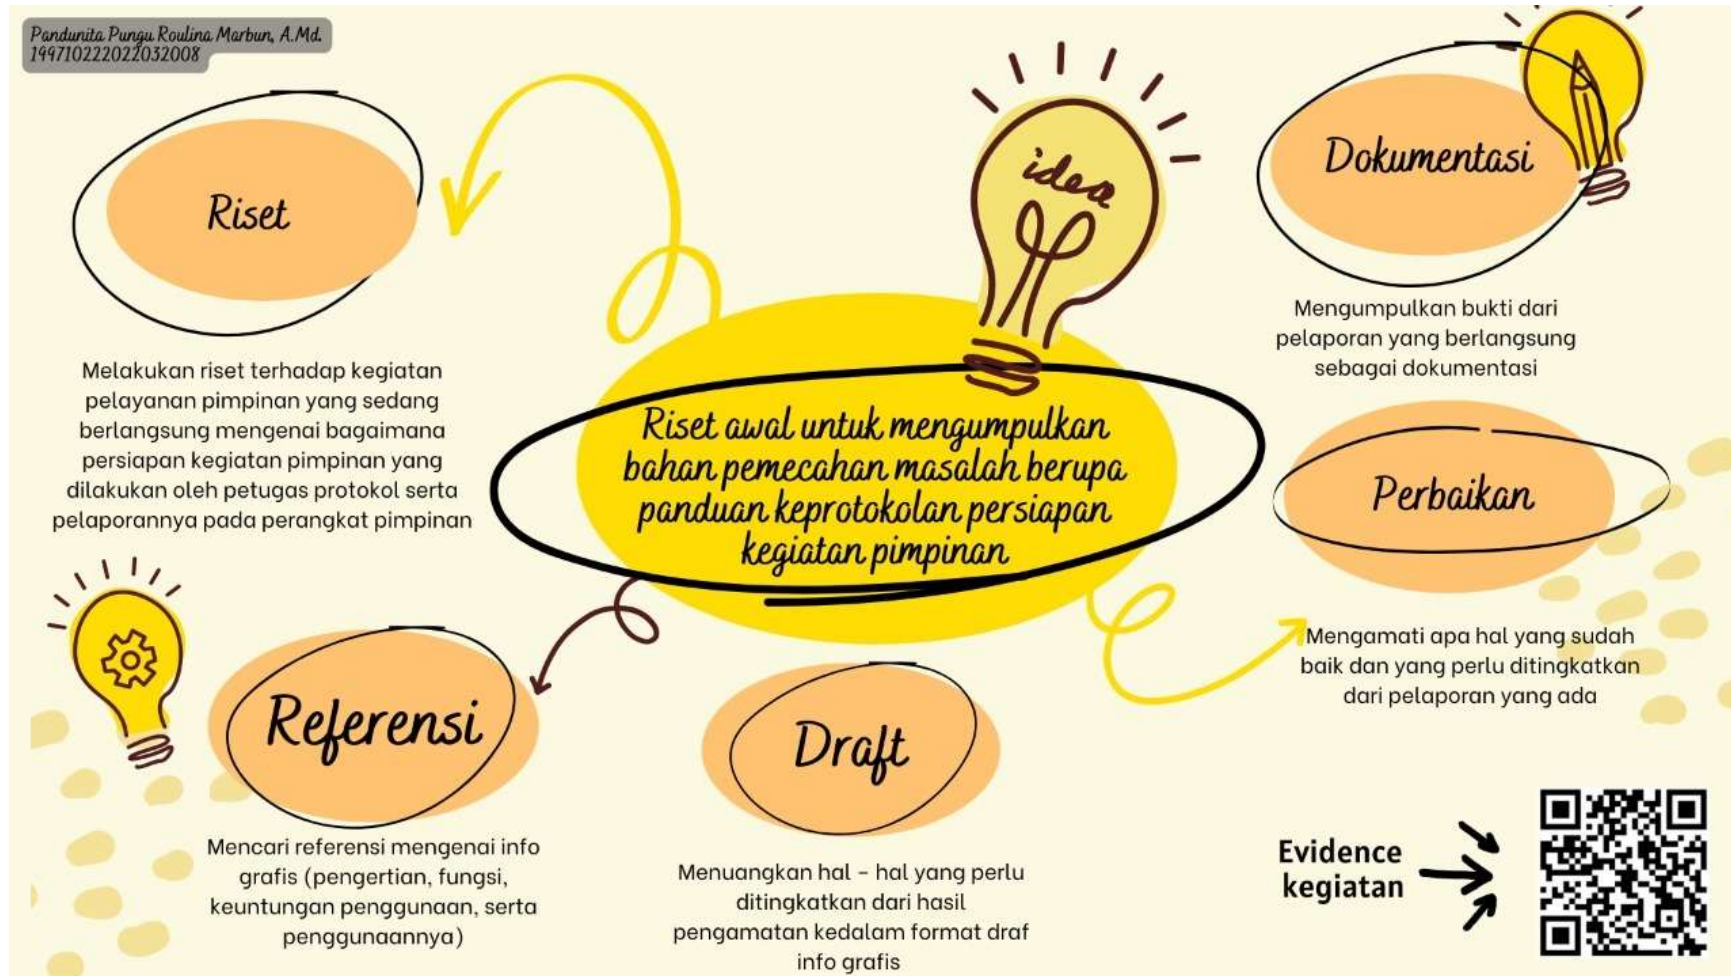 Pandunita Pungu Roulina Marbun, A.Md.
199710222022032008
Riset
Melakukan riset terhadap kegiatan
pelayanan pimpinan yang sedang
berlangsung mengenai bagaimana
persiapan kegiatan pimpinan yang
dilakukan oleh petugas protokol serta
pelaporannya pada perangkat pimpinan
idea
Riset awal untuk mengumpulkan
bahan pemecahan masalah berupa
panduan keprotokolan persiapan
kegiatan pimpinan
Dokumentasi
Mengumpulkan bukti dari
pelaporan yang berlangsung
sebagai dokumentasi
Perbaikan
Mengamati apa hal yang sudah
baik dan yang perlu ditingkatkan
dari pelaporan yang ada
Referensi
Mencari referensi mengenai info
grafis (pengertian, fungsi,
keuntungan penggunaan, serta
penggunaannya)
Draft
Menuangkan hal - hal yang perlu
ditingkatkan dari hasil
pengamatan kedalam format draf
info grafis
Evidence
kegiatan